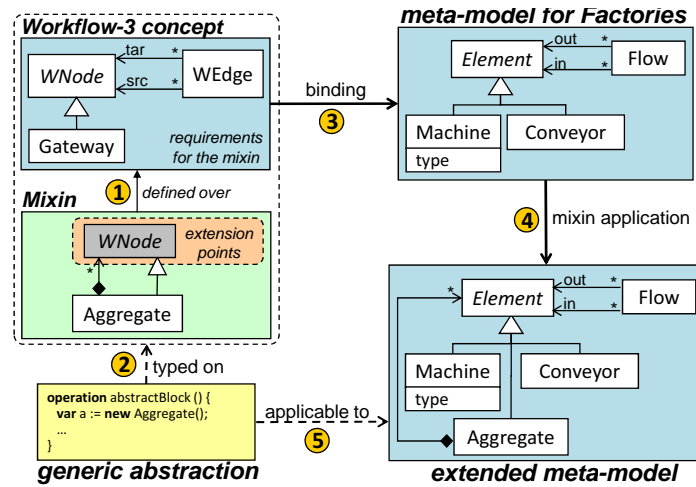 Workflow-3 concept
WNode
tar
*
src
*
WEdge
Gateway
requirements
for the mixin
1
defined over
Mixin
WNode
extension
points
*
Aggregate
2
typed on
operation abstractBlock () {
var a := new Aggregate();
...
}
generic abstraction
binding
3
meta-model for Factories
Element
out
*
in
*
Flow
Machine
type
Conveyor
4
mixin application
applicable to
5
*
Element
out
*
in
*
Flow
Machine
type
Conveyor
Aggregate
extended meta-model